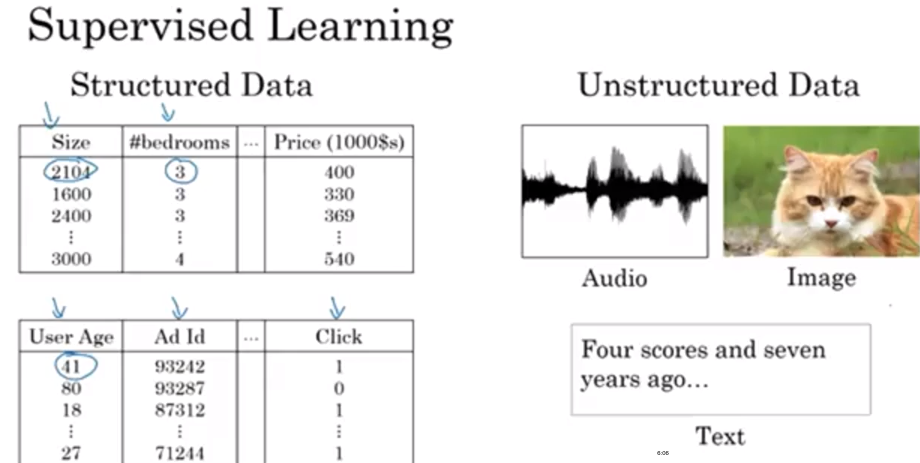 Supervised Learning
Structured Data
Size #bedrooms ... Price (1000$s)
2104 3 400
1600 3 330
2400 3 369
⋮ ⋮ ⋮
3000 4 540
User Age Ad Id ... Click
41 93242 1
80 93287 0
18 87312 1
⋮ ⋮ ⋮
27 71244 1
Unstructured Data
Audio Image
Four scores and seven
years ago...
Text
6:06